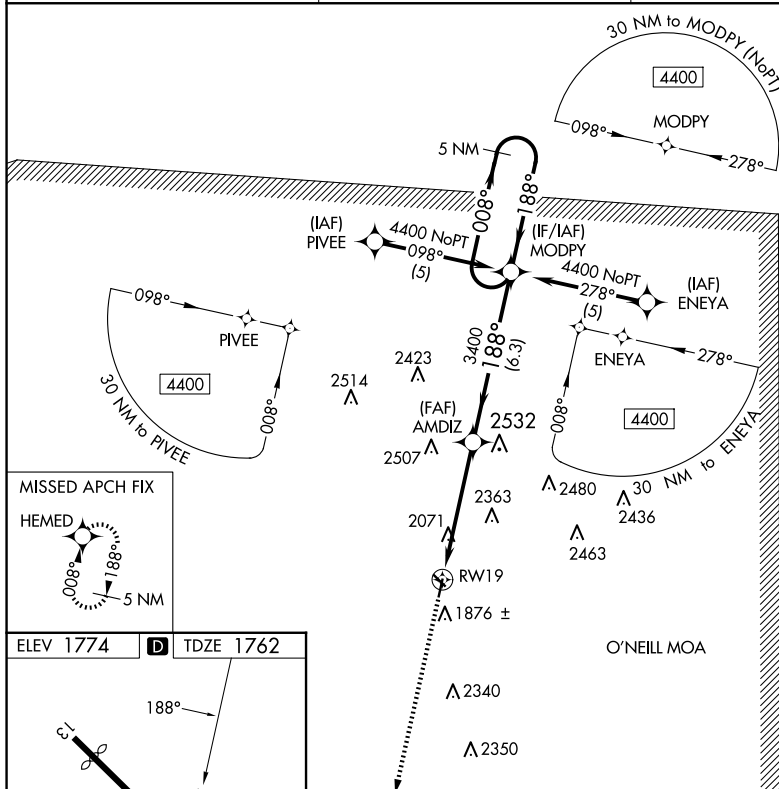 30 NM to MODPY (NoPT)
4400
MODPY
098°
278°
5 NM
008°
188°
(IAF)
PIVEE
4400 NoPT
098°
(5)
(IF/IAF)
MODPY
4400 NoPT
278°
(5)
(IAF)
ENEYA
098°
PIVEE
4400
008°
30 NM to PIVEE
3400
188°
(6.3)
ENEYA
278°
008°
4400
30 NM to ENEYA
2423
2514
(FAF)
AMDIZ
2532
2507
2363
2480
2436
2463
2071
RW19
1876 ±
MISSED APCH FIX
HEMED
008°
188°
5 NM
O'NEILL MOA
ELEV 1774
D
TDZE 1762
188°
13
2340
2350